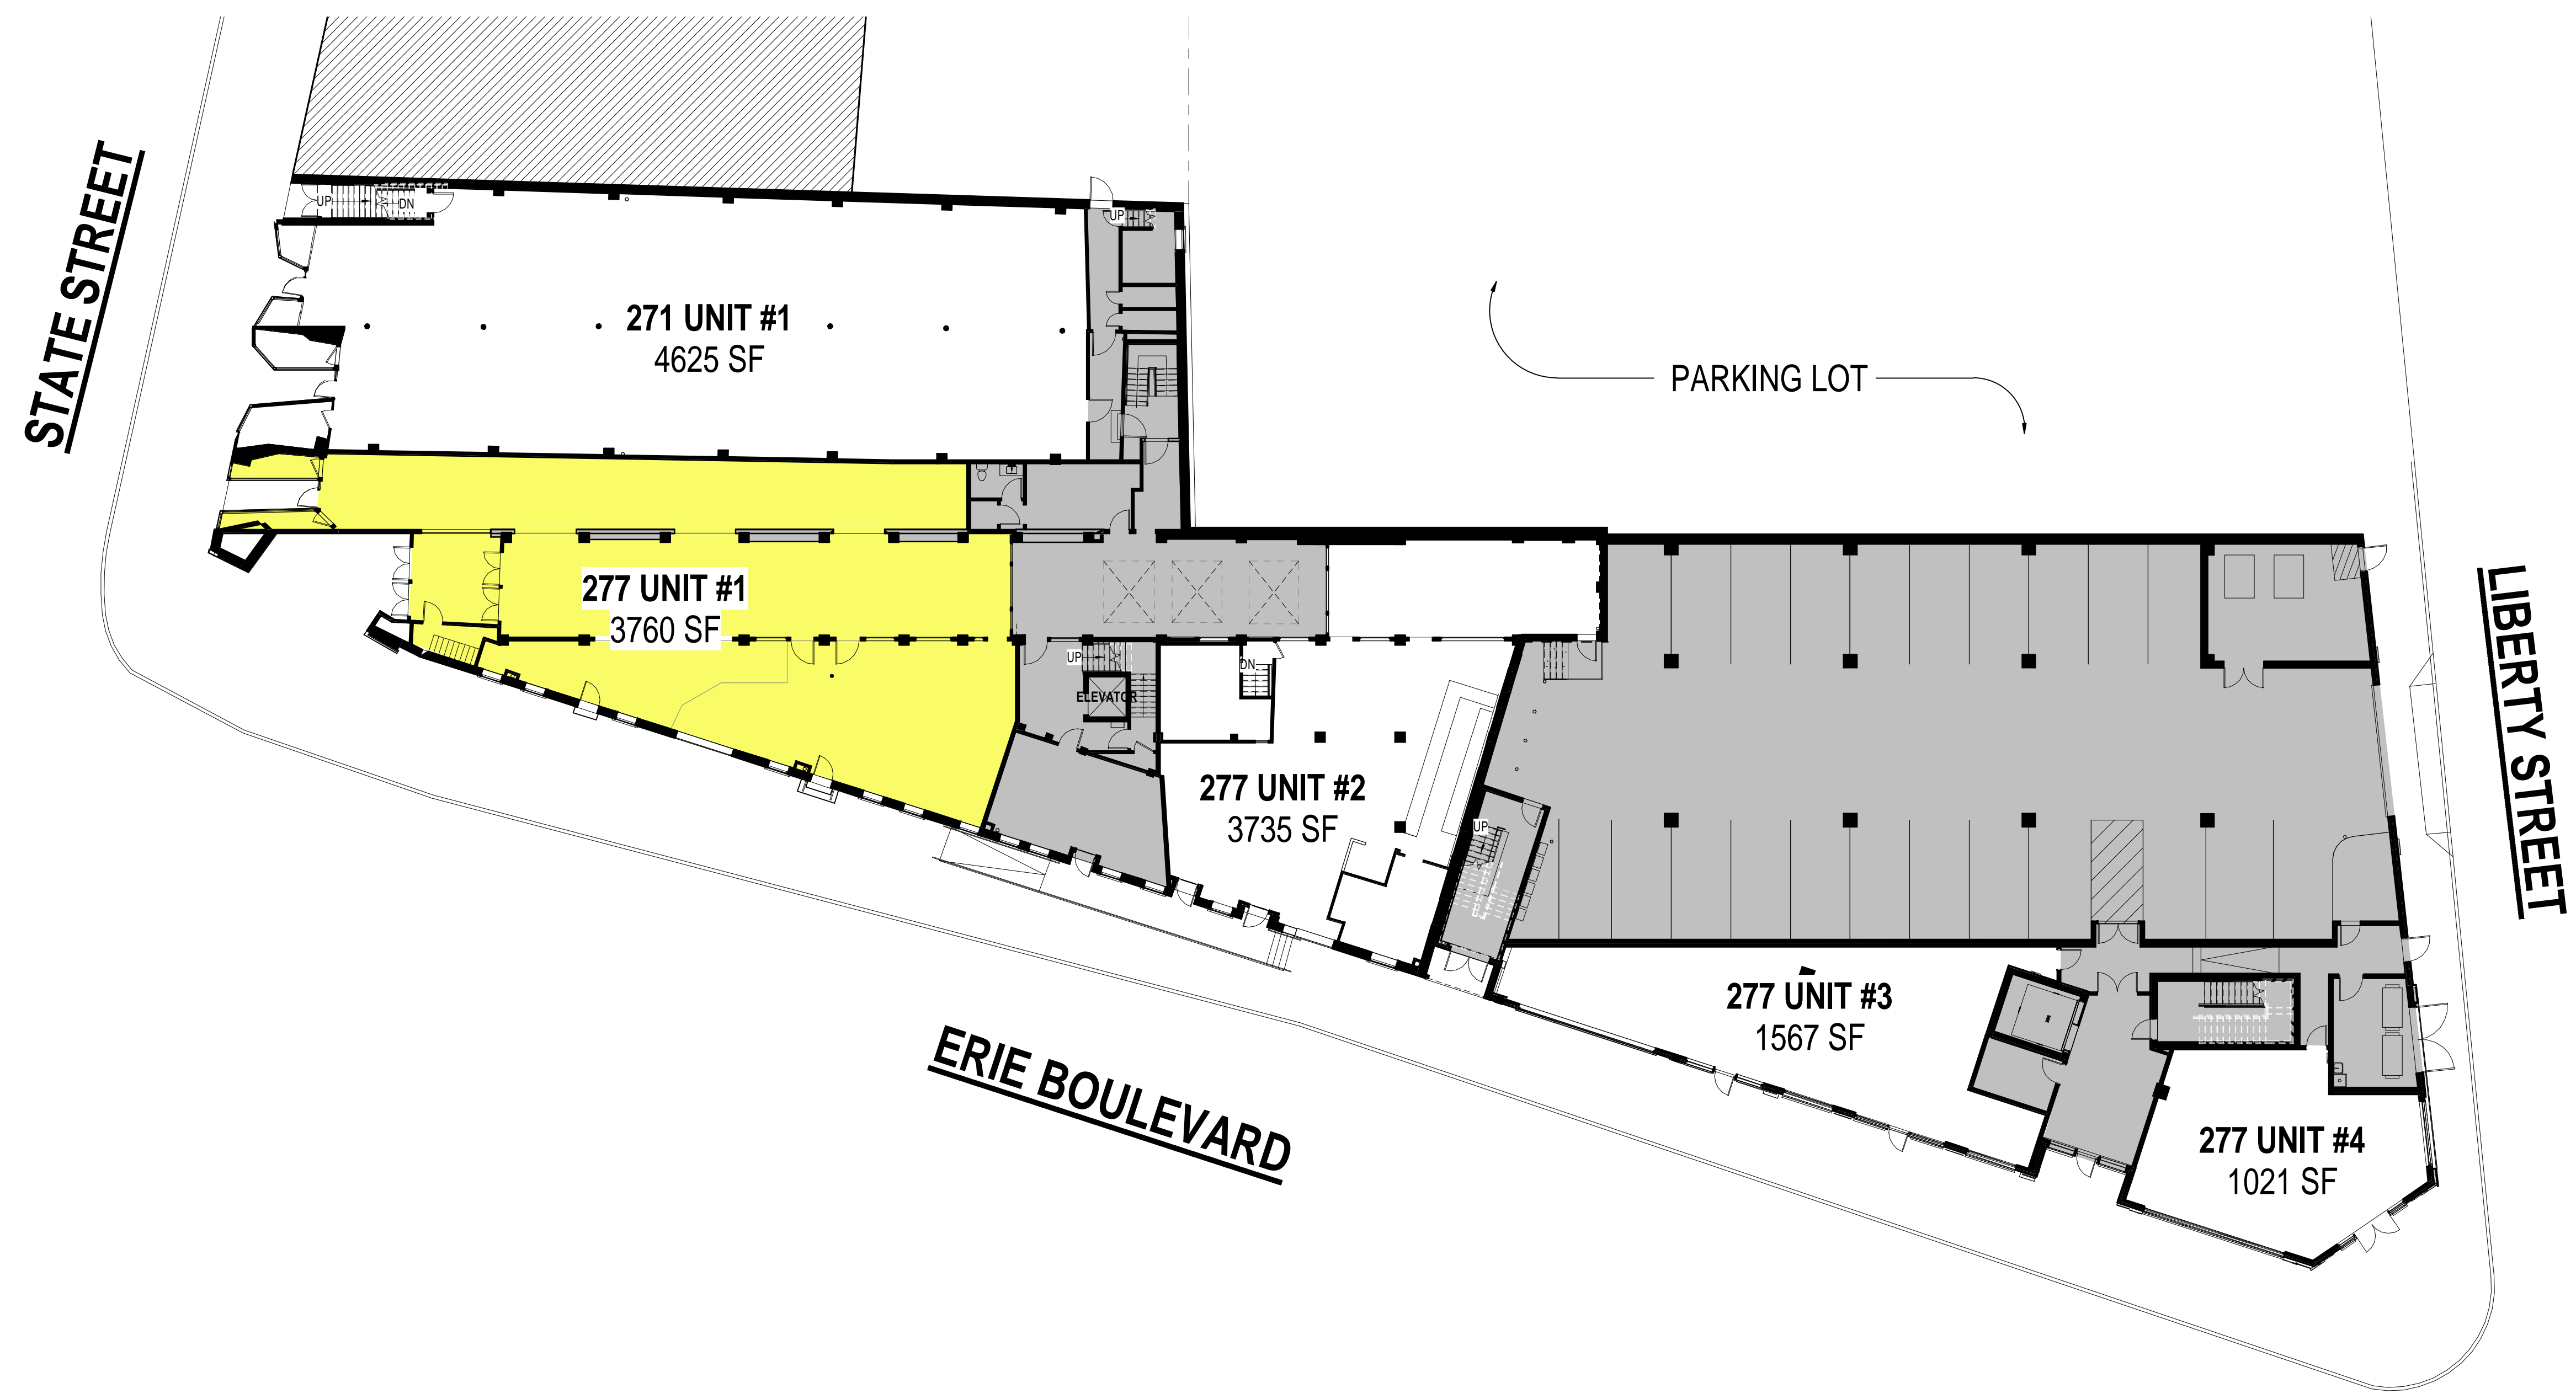 STATE STREET
UP
DN
UP
271 UNIT #1
4625 SF
PARKING LOT
277 UNIT #1
3760 SF
LIBERTY STREET
UP
DN
ELEVATOR
277 UNIT #2
3735 SF
UP
277 UNIT #3
1567 SF
ERIE BOULEVARD
277 UNIT #4
1021 SF